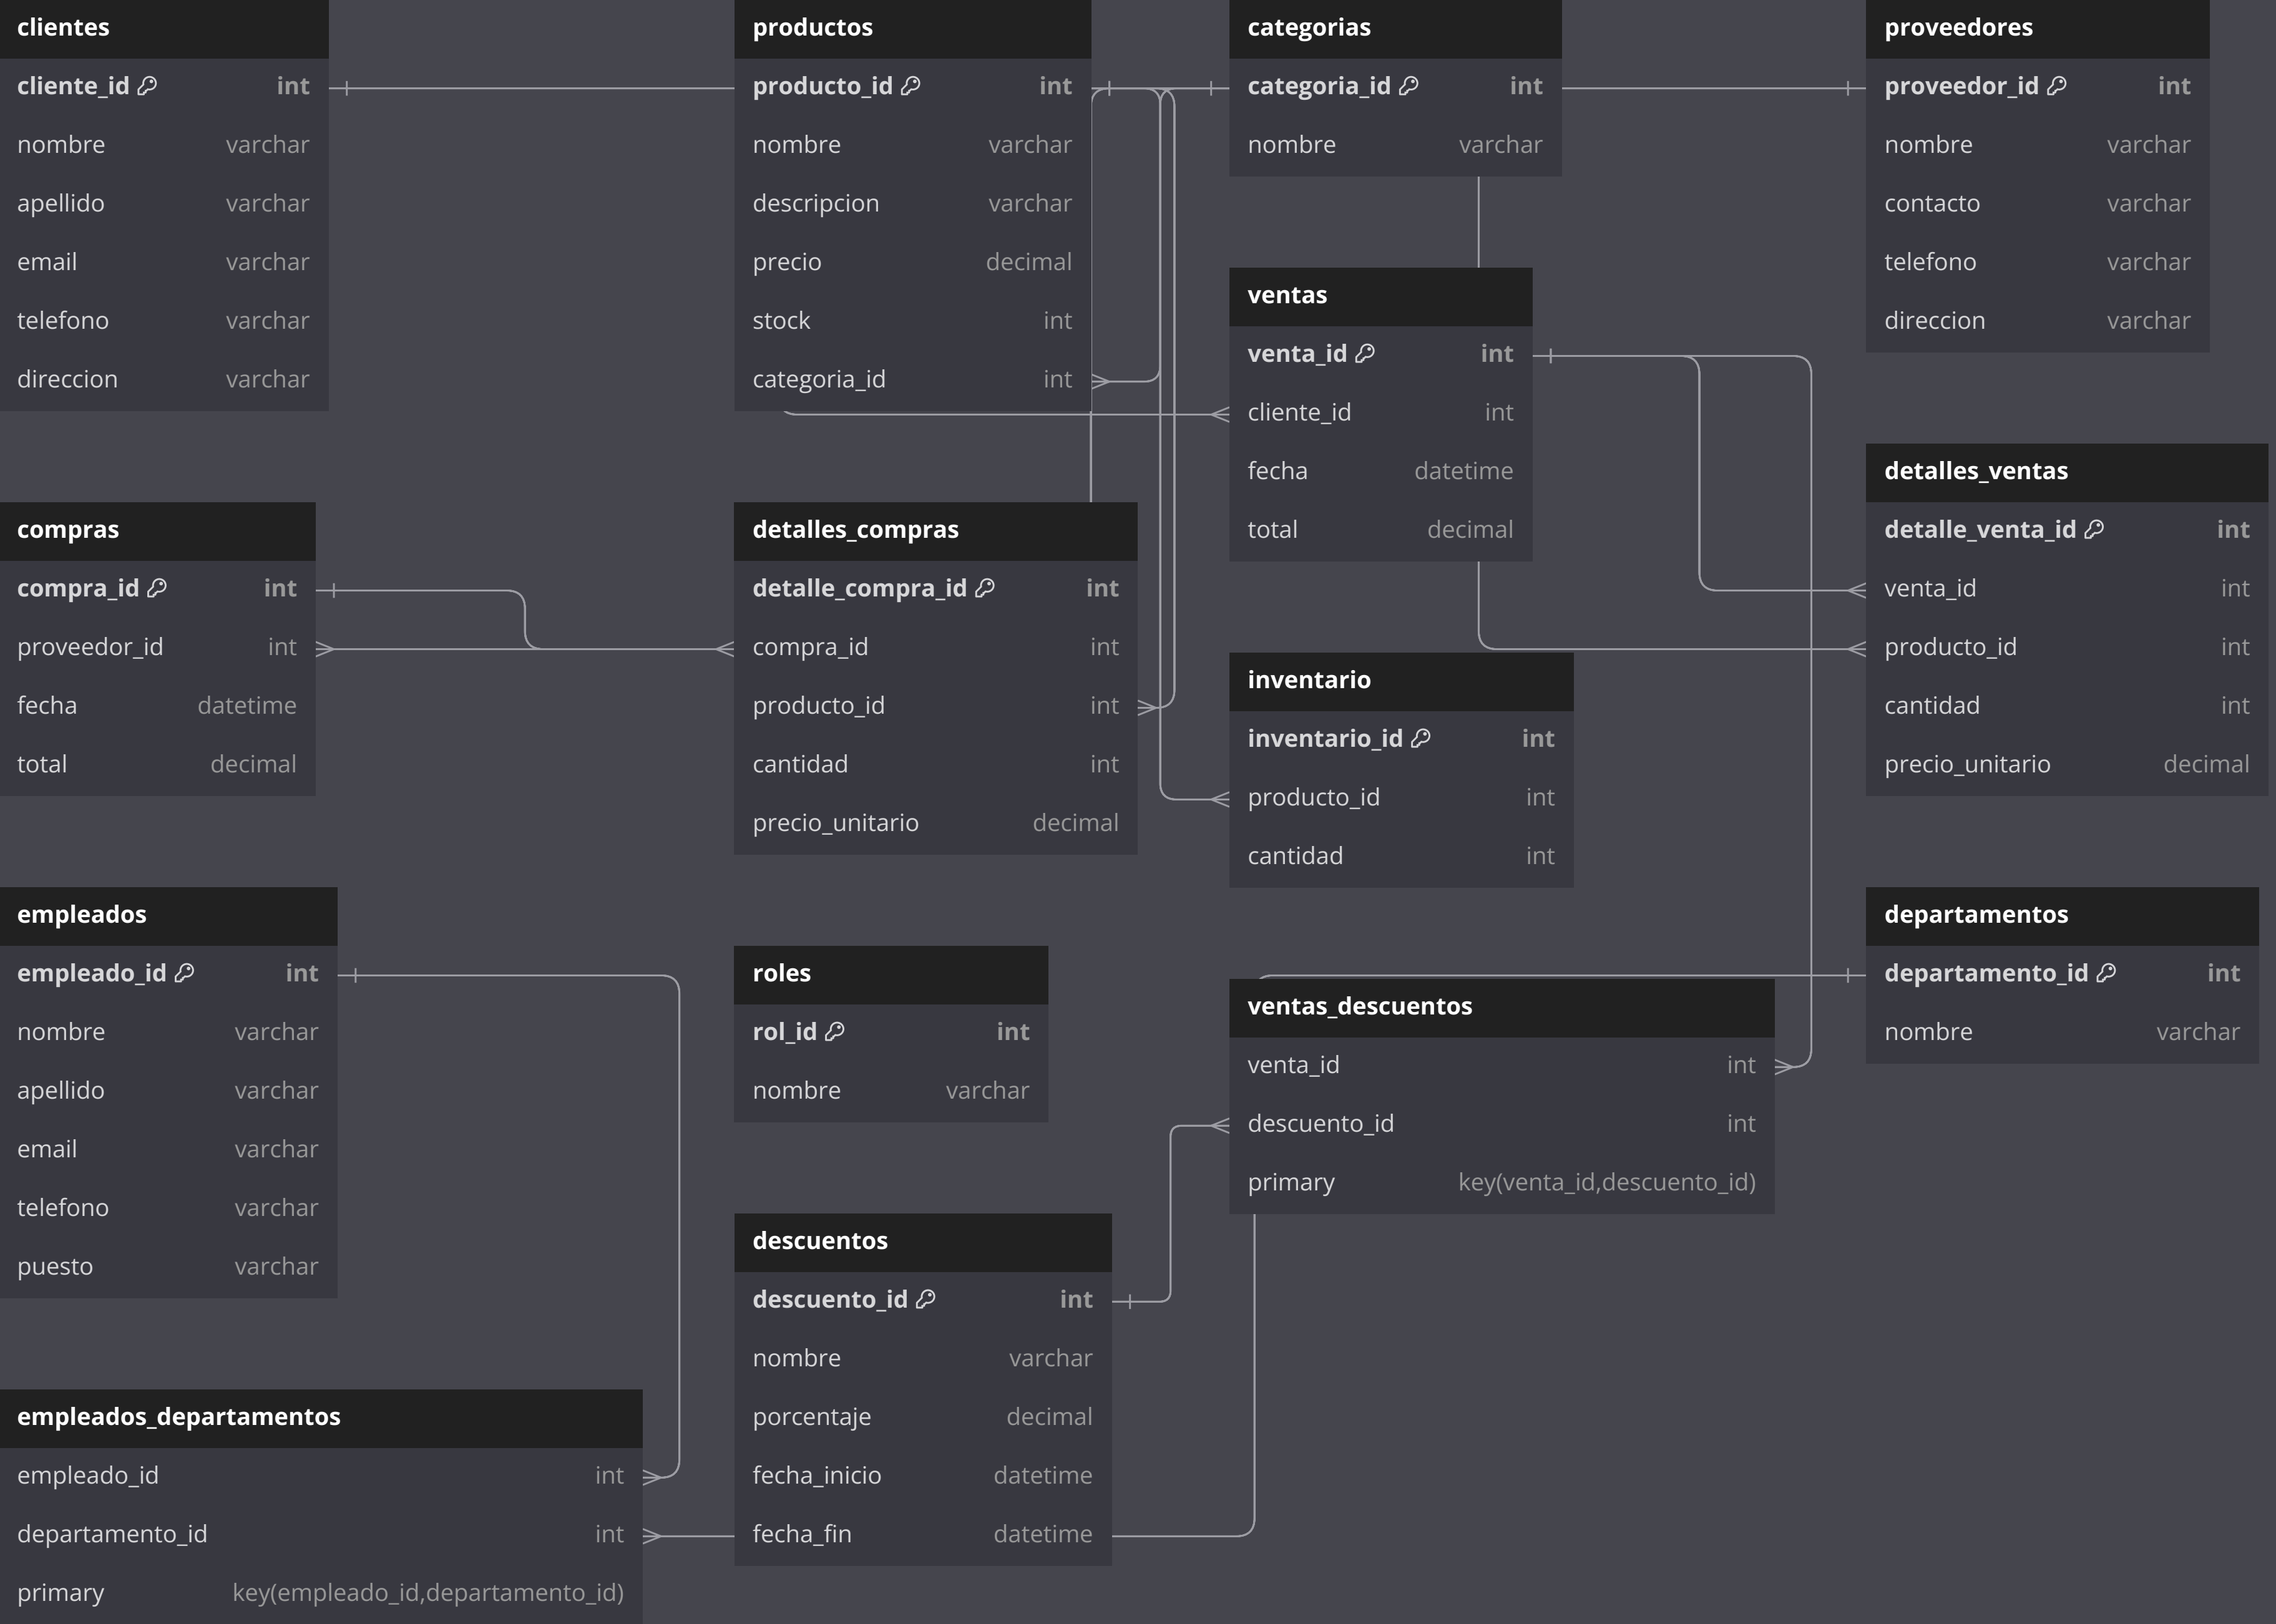 clientes
cliente_id int
nombre varchar
apellido varchar
email varchar
telefono varchar
direccion varchar
productos
producto_id int
nombre varchar
descripcion varchar
precio decimal
stock int
categoria_id int
categorias
categoria_id int
nombre varchar
proveedores
proveedor_id int
nombre varchar
contacto varchar
telefono varchar
direccion varchar
ventas
venta_id int
cliente_id int
fecha datetime
total decimal
detalles_ventas
detalle_venta_id int
venta_id int
producto_id int
cantidad int
precio_unitario decimal
compras
compra_id int
proveedor_id int
fecha datetime
total decimal
detalles_compras
detalle_compra_id int
compra_id int
producto_id int
cantidad int
precio_unitario decimal
inventario
inventario_id int
producto_id int
cantidad int
empleados
empleado_id int
nombre varchar
apellido varchar
email varchar
telefono varchar
puesto varchar
roles
rol_id int
nombre varchar
ventas_descuentos
venta_id int
descuento_id int
primary key(venta_id,descuento_id)
departamentos
departamento_id int
nombre varchar
descuentos
descuento_id int
nombre varchar
porcentaje decimal
fecha_inicio datetime
fecha_fin datetime
empleados_departamentos
empleado_id int
departamento_id int
primary key(empleado_id,departamento_id)